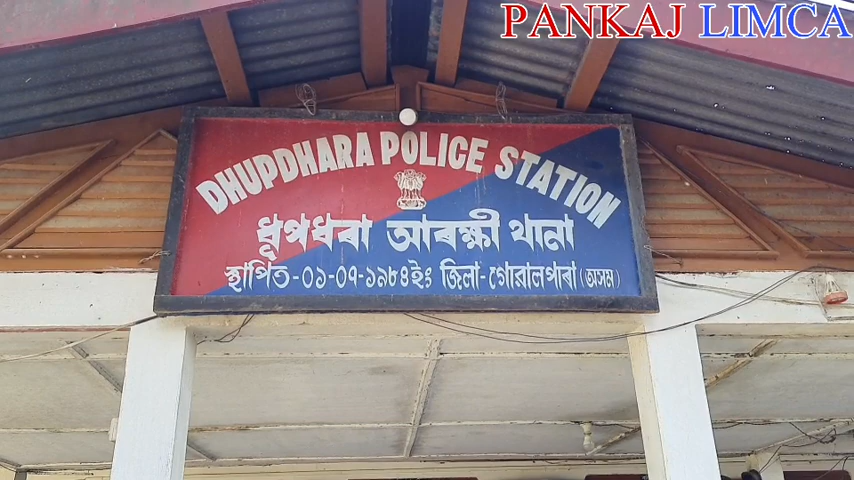 PANKAJ LIMCA
DHUPDHARA POLICE STATION
ধূপধৰা আৰক্ষী থানা
স্থাপিত-০১-০৭-১৯৮৪ইং জিলা-গোৱালপাৰা (অসম)